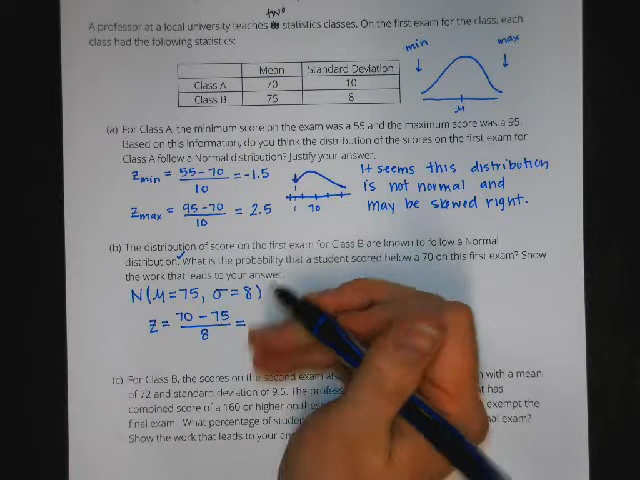 two
A professor at a local university teaches statistics classes. On the first exam for the class, each
class had the following statistics:
min
max
Mean Standard Deviation
Class A 70 10
Class B 75 8
μ
(a) For Class A, the minimum score on the exam was a 55 and the maximum score was a 95.
Based on this information, do you think the distribution of the scores on the first exam for
Class A follow a Normal distribution? Justify your answer.
z min = 55-70 / 10 = -1.5
It seems this distribution
is not normal and
may be skewed right.
70
z max = 95-70 / 10 = 2.5
(b) The distribution of score on the first exam for Class B are known to follow a Normal
distribution. What is the probability that a student scored below a 70 on this first exam? Show
the work that leads to your answer.
N(μ=75, σ=8)
z = 70-75 / 8 =
(c) For Class B, the scores on the second exam with a mean
of 72 and standard deviation of 9.5. The has
combined score of a 160 or higher on exempt the
final exam. What percentage of exam?
Show the work that leads to your